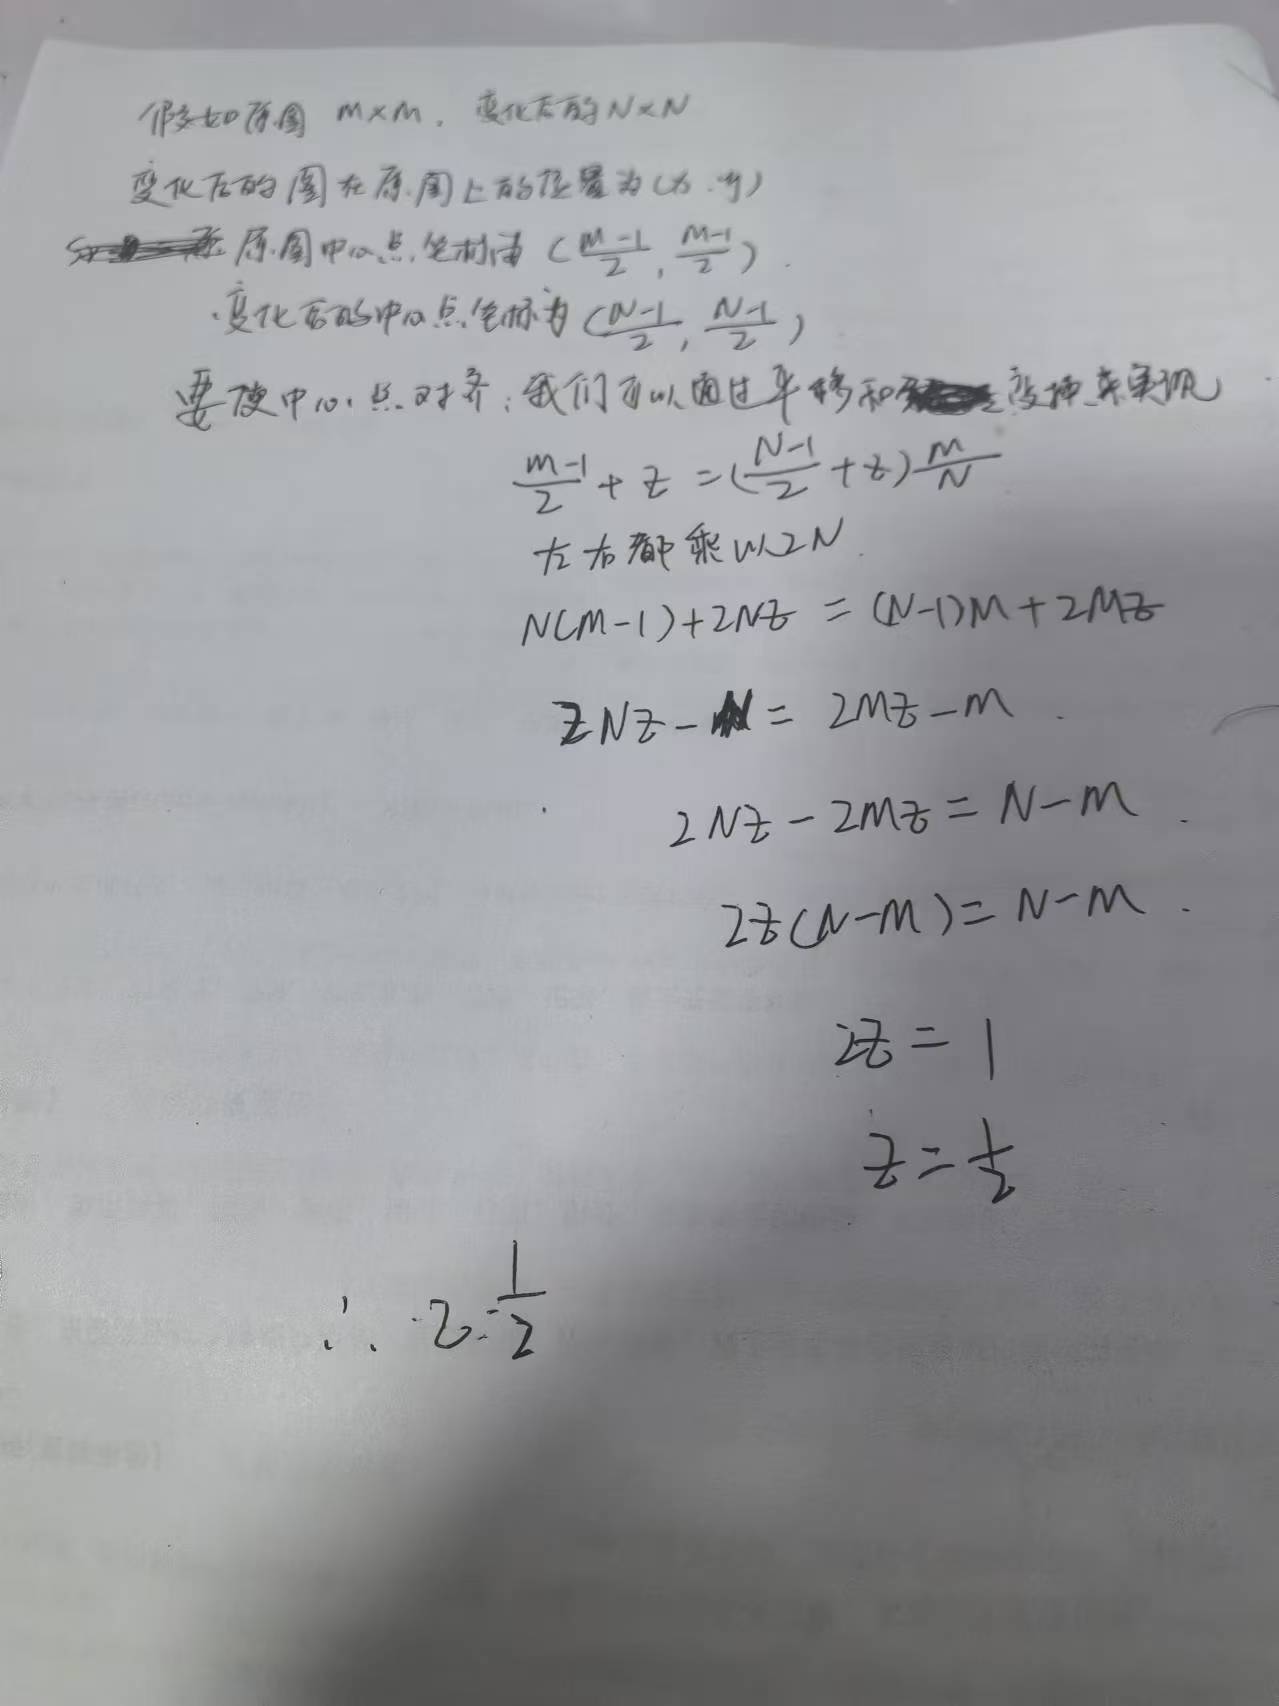 假如原图 M×M. 变化后的N×N
变化后的图在原图上的位置为(x.y)
原图中心点坐标为 (\frac{M-1}{2}, \frac{M-1}{2}).
变化后的中心点坐标为 (\frac{N-1}{2}, \frac{N-1}{2})
要使中心点对齐,我们可以通过平移和变换来实现
\frac{M-1}{2} + z = (\frac{N-1}{2} + z) \frac{M}{N}
左右都乘以2N.
N(M-1)+2Nz = (N-1)M+2Mz
2Nz-N = 2Mz-M.
2Nz-2Mz=N-M.
2z(N-M)=N-M.
2z=1
z=\frac{1}{2}
∴ z=\frac{1}{2}